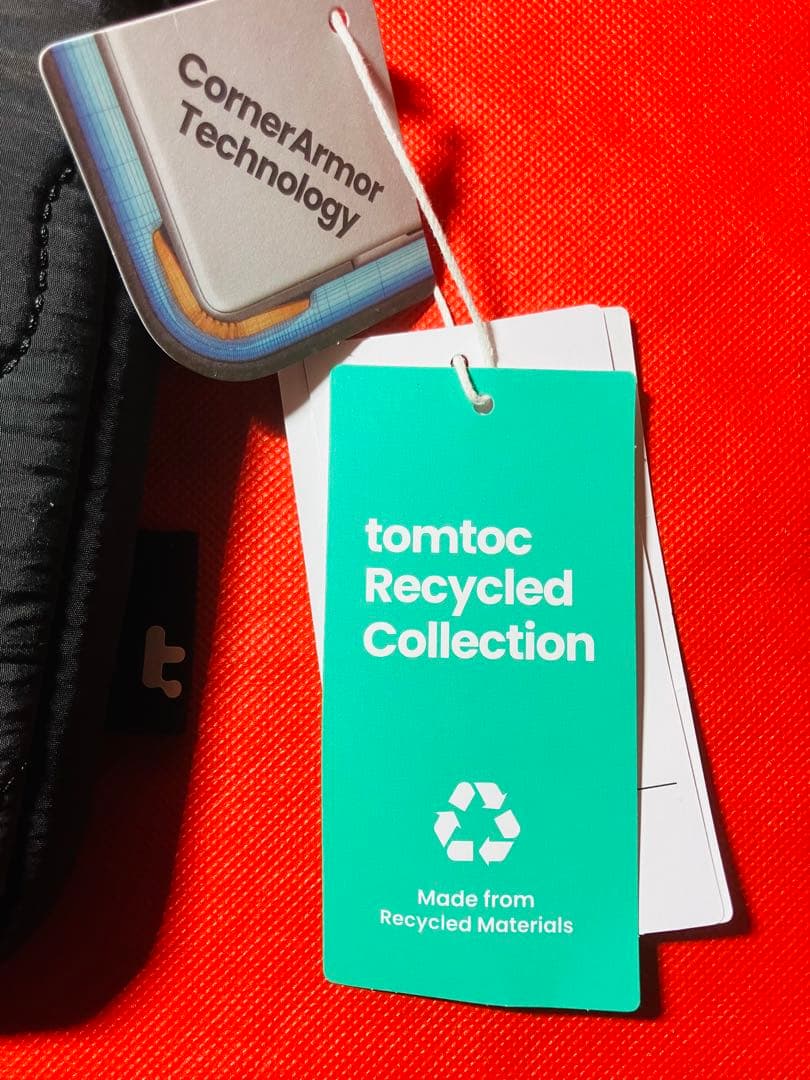 CornerArmor
Technology
tomtoc
Recycled
Collection
t
Made from
Recycled Materials